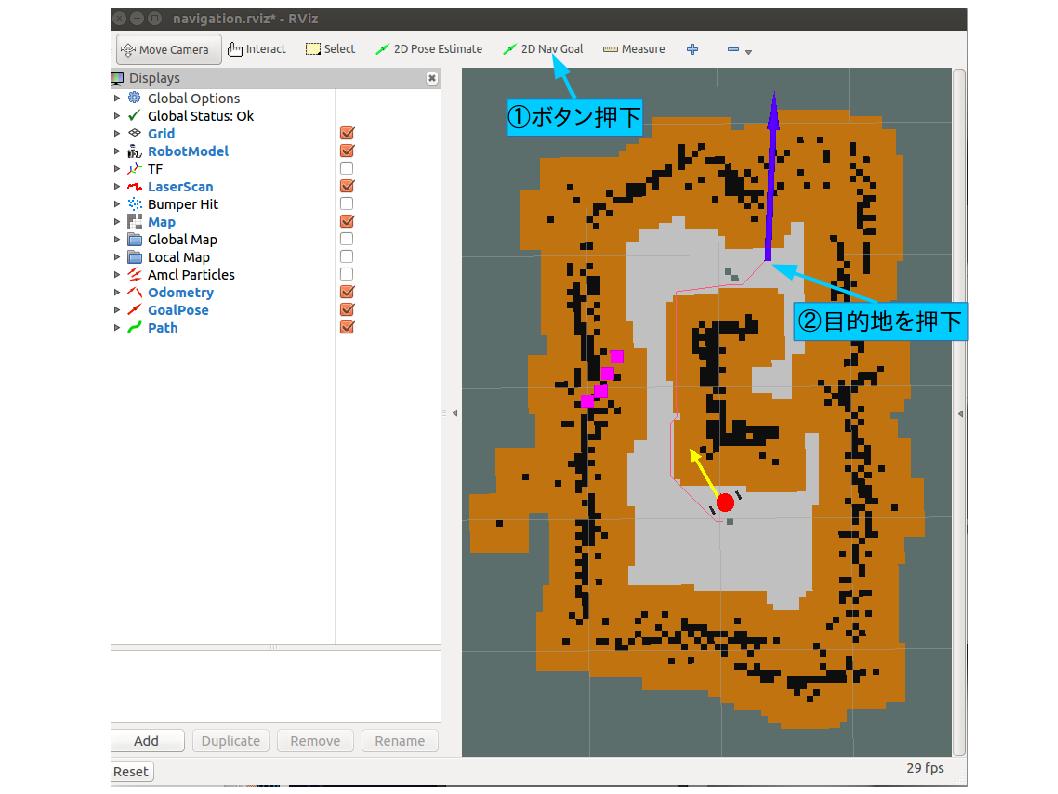 navigation.rviz* - RViz
Move Camera Interact Select 2D Pose Estimate 2D Nav Goal Measure
Displays
①ボタン押下
Global Options
Global Status: Ok
Grid
RobotModel
TF
LaserScan
Bumper Hit
Map
Global Map
Local Map
Amcl Particles
Odometry
GoalPose
Path
②目的地を押下
Add Duplicate Remove Rename
Reset
29 fps